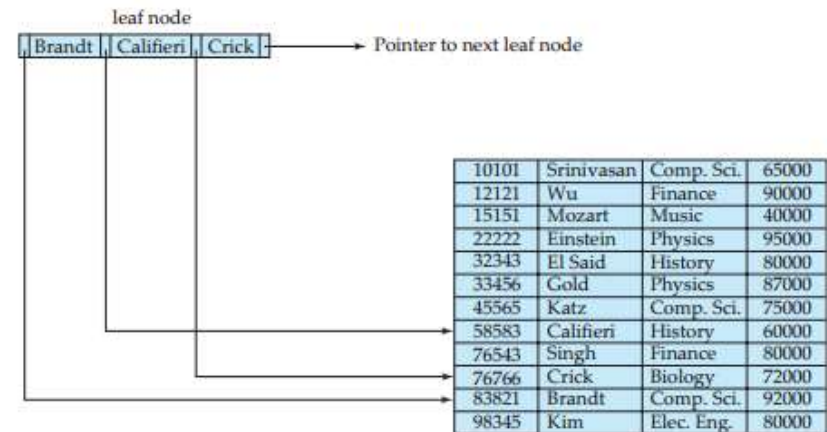 leaf node
Brandt Califieri Crick Pointer to next leaf node
10101 Srinivasan Comp. Sci. 65000
12121 Wu Finance 90000
15151 Mozart Music 40000
22222 Einstein Physics 95000
32343 El Said History 80000
33456 Gold Physics 87000
45565 Katz Comp. Sci. 75000
58583 Califieri History 60000
76543 Singh Finance 80000
76766 Crick Biology 72000
83821 Brandt Comp. Sci. 92000
98345 Kim Elec. Eng. 80000